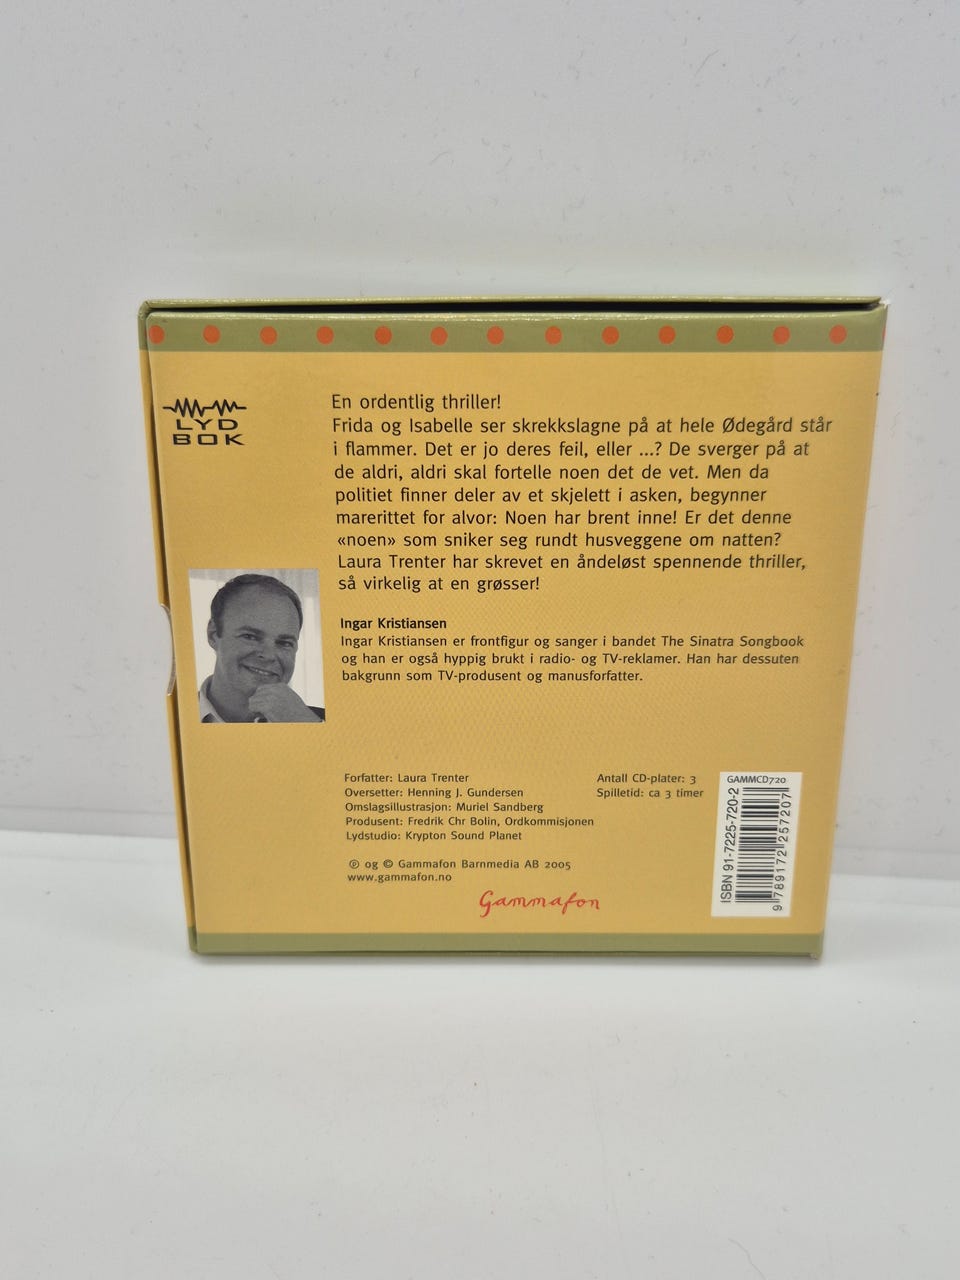 LYD
BOK
En ordentlig thriller!
Frida og Isabelle ser skrekkslagne på at hele Ødegård står
i flammer. Det er jo deres feil, eller ...? De sverger på at
de aldri, aldri skal fortelle noen det de vet. Men da
politiet finner deler av et skjelett i asken, begynner
marerittet for alvor: Noen har brent inne! Er det denne
«noen» som sniker seg rundt husveggene om natten?
Laura Trenter har skrevet en åndeløst spennende thriller,
så virkelig at en grøsser!
Ingar Kristiansen
Ingar Kristiansen er frontfigur og sanger i bandet The Sinatra Songbook
og han er også hyppig brukt i radio- og TV-reklamer. Han har dessuten
bakgrunn som TV-produsent og manusforfatter.
Forfatter: Laura Trenter
Oversetter: Henning J. Gundersen
Omslagsillustrasjon: Muriel Sandberg
Produsent: Fredrik Chr Bolin, Ordkommisjonen
Lydstudio: Krypton Sound Planet
Antall CD-plater: 3
Spilletid: ca 3 timer
℗ og © Gammafon Barnmedia AB 2005
www.gammafon.no
Gammafon
GAMMCD720
ISBN 91-7225-720-2
9 789172 257207